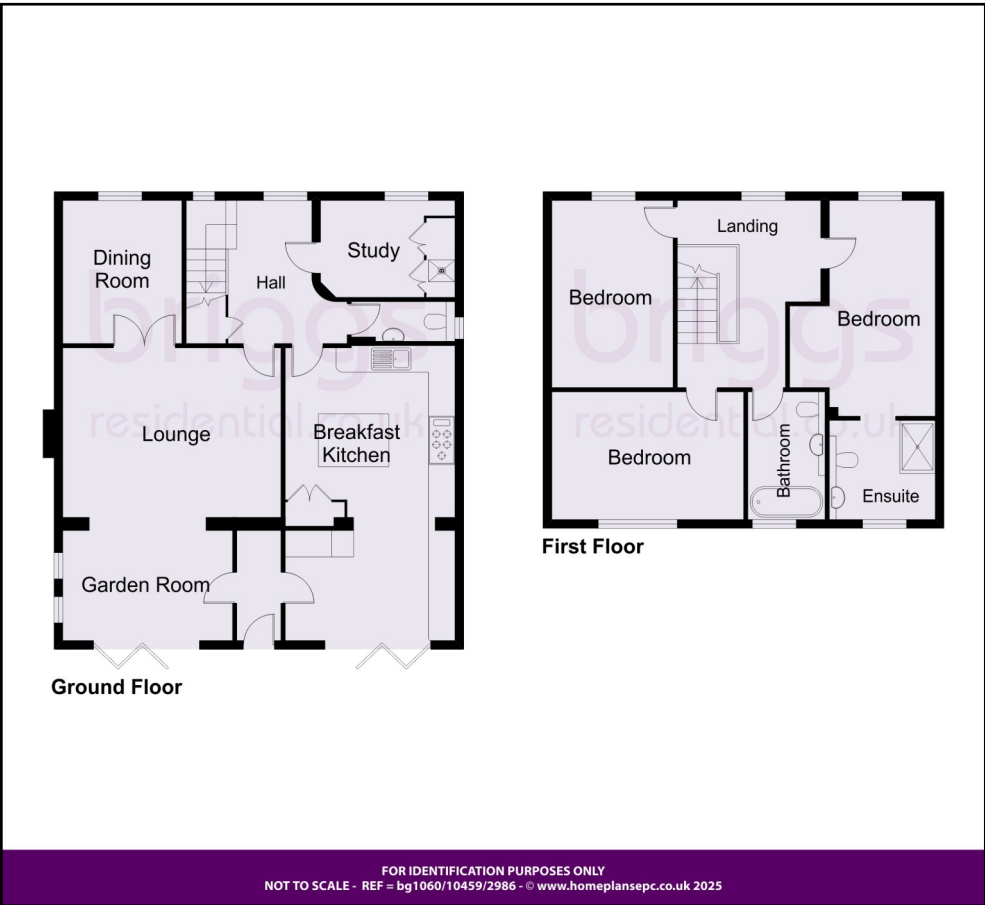 Dining
Room
Hall
Study
Lounge
Breakfast
Kitchen
Garden Room
Ground Floor
Bedroom
Landing
Bedroom
Bedroom
Bathroom
Ensuite
First Floor
briggs
residential.co.uk
briggs
residential.co.uk
FOR IDENTIFICATION PURPOSES ONLY
NOT TO SCALE - REF = bg1060/10459/2986 - © www.homeplansepc.co.uk 2025